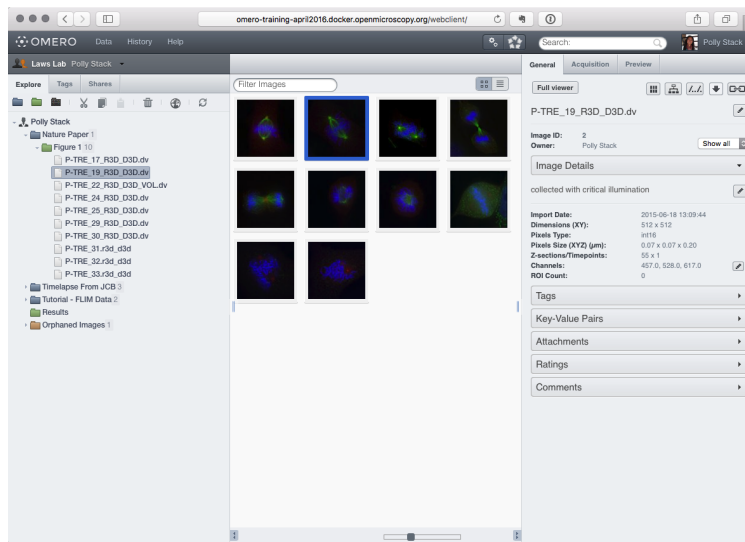 omero-training-april2016.docker.openmicroscopy.org/webclient/
OMERO Data History Help
Search:
Polly Stack
Laws Lab Polly Stack
Explore Tags Shares
Polly Stack
Nature Paper 1
Figure 1 10
P-TRE_17_R3D_D3D.dv
P-TRE_19_R3D_D3D.dv
P-TRE_22_R3D_D3D_VOL.dv
P-TRE_24_R3D_D3D.dv
P-TRE_25_R3D_D3D.dv
P-TRE_29_R3D_D3D.dv
P-TRE_30_R3D_D3D.dv
P-TRE_31.r3d_d3d
P-TRE_32.r3d_d3d
P-TRE_33.r3d_d3d
Timelapse From JCB 3
Tutorial - FLIM Data 2
Results
Orphaned Images 1
Filter Images
General Acquisition Preview
Full viewer
P-TRE_19_R3D_D3D.dv
Image ID: 2
Owner: Polly Stack
Show all
Image Details
collected with critical illumination
Import Date: 2015-06-18 13:09:44
Dimensions (XY): 512 x 512
Pixels Type: int16
Pixels Size (XYZ) (µm): 0.07 x 0.07 x 0.20
Z-sections/Timepoints: 55 x 1
Channels: 457.0, 528.0, 617.0
ROI Count: 0
Tags
Key-Value Pairs
Attachments
Ratings
Comments